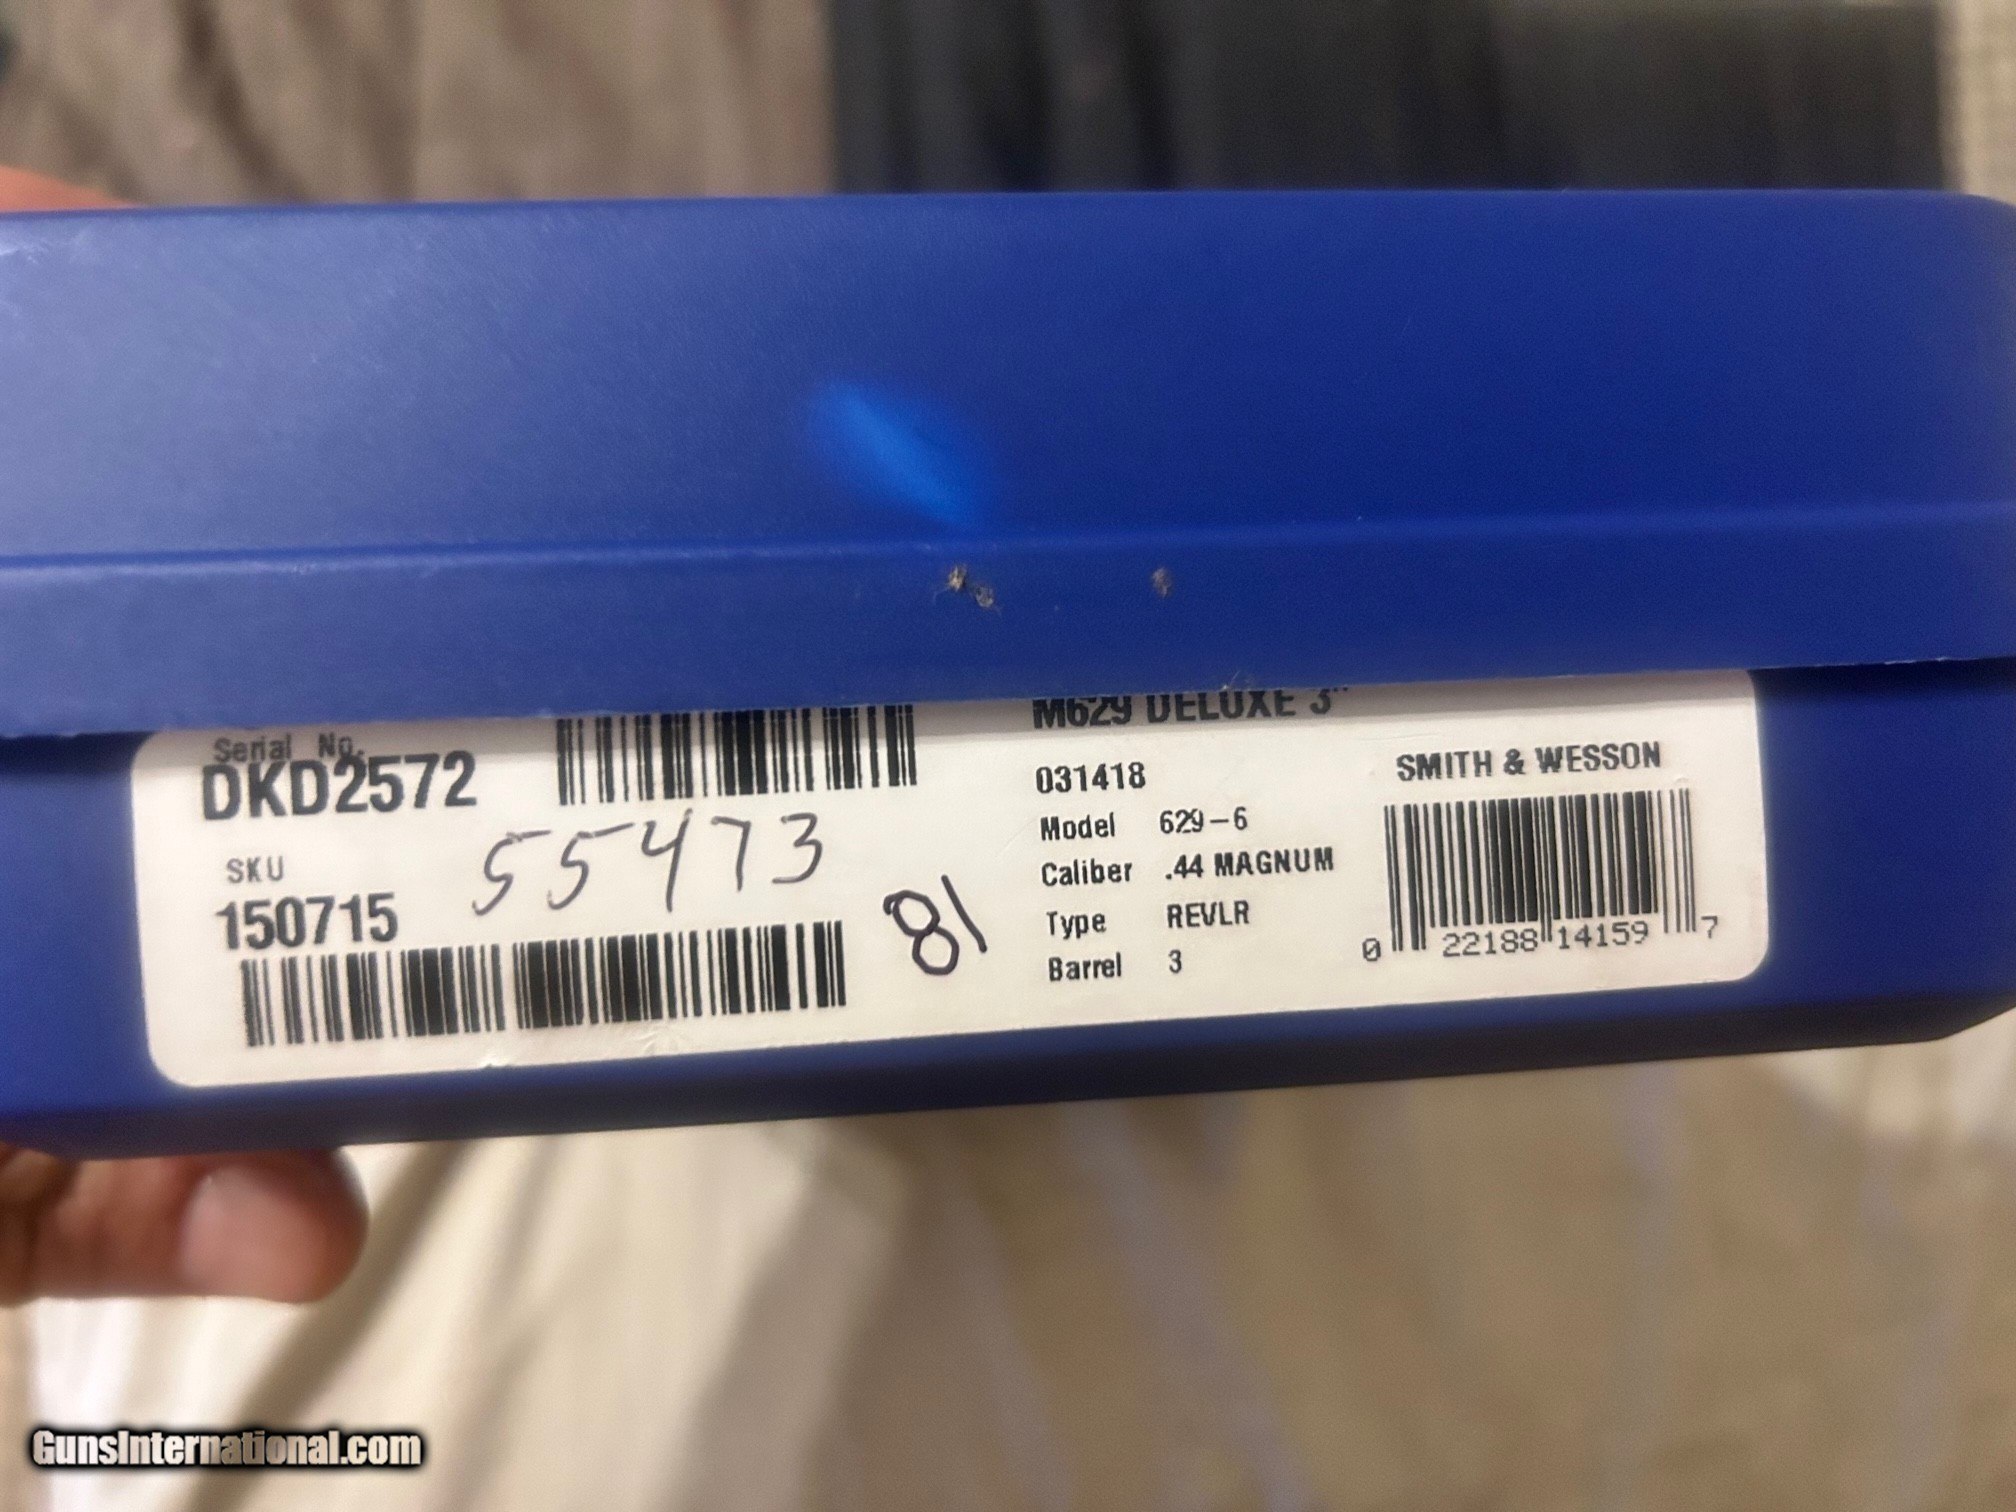 Serial No.
DKD2572
55473
SKU
150715
81
M629 DELUXE 3"
031418
Model 629-6
Caliber .44 MAGNUM
Type REVLR
Barrel 3
SMITH & WESSON
0 22188 14159 7
GunsInternational.com